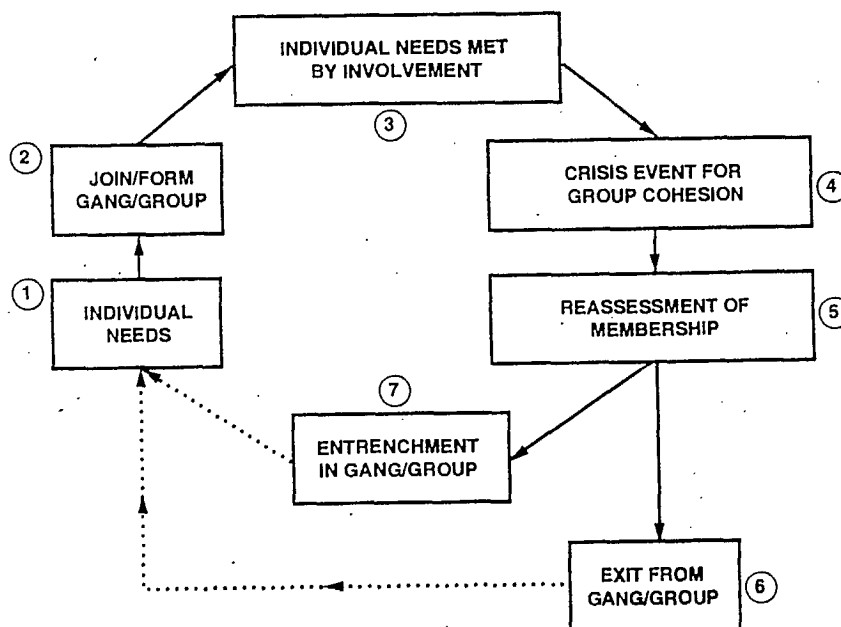 INDIVIDUAL NEEDS MET
BY INVOLVEMENT
3
2
JOIN/FORM
GANG/GROUP
CRISIS EVENT FOR
GROUP COHESION
4
1
INDIVIDUAL
NEEDS
REASSESSMENT OF
MEMBERSHIP
5
7
ENTRENCHMENT
IN GANG/GROUP
EXIT FROM
GANG/GROUP
6